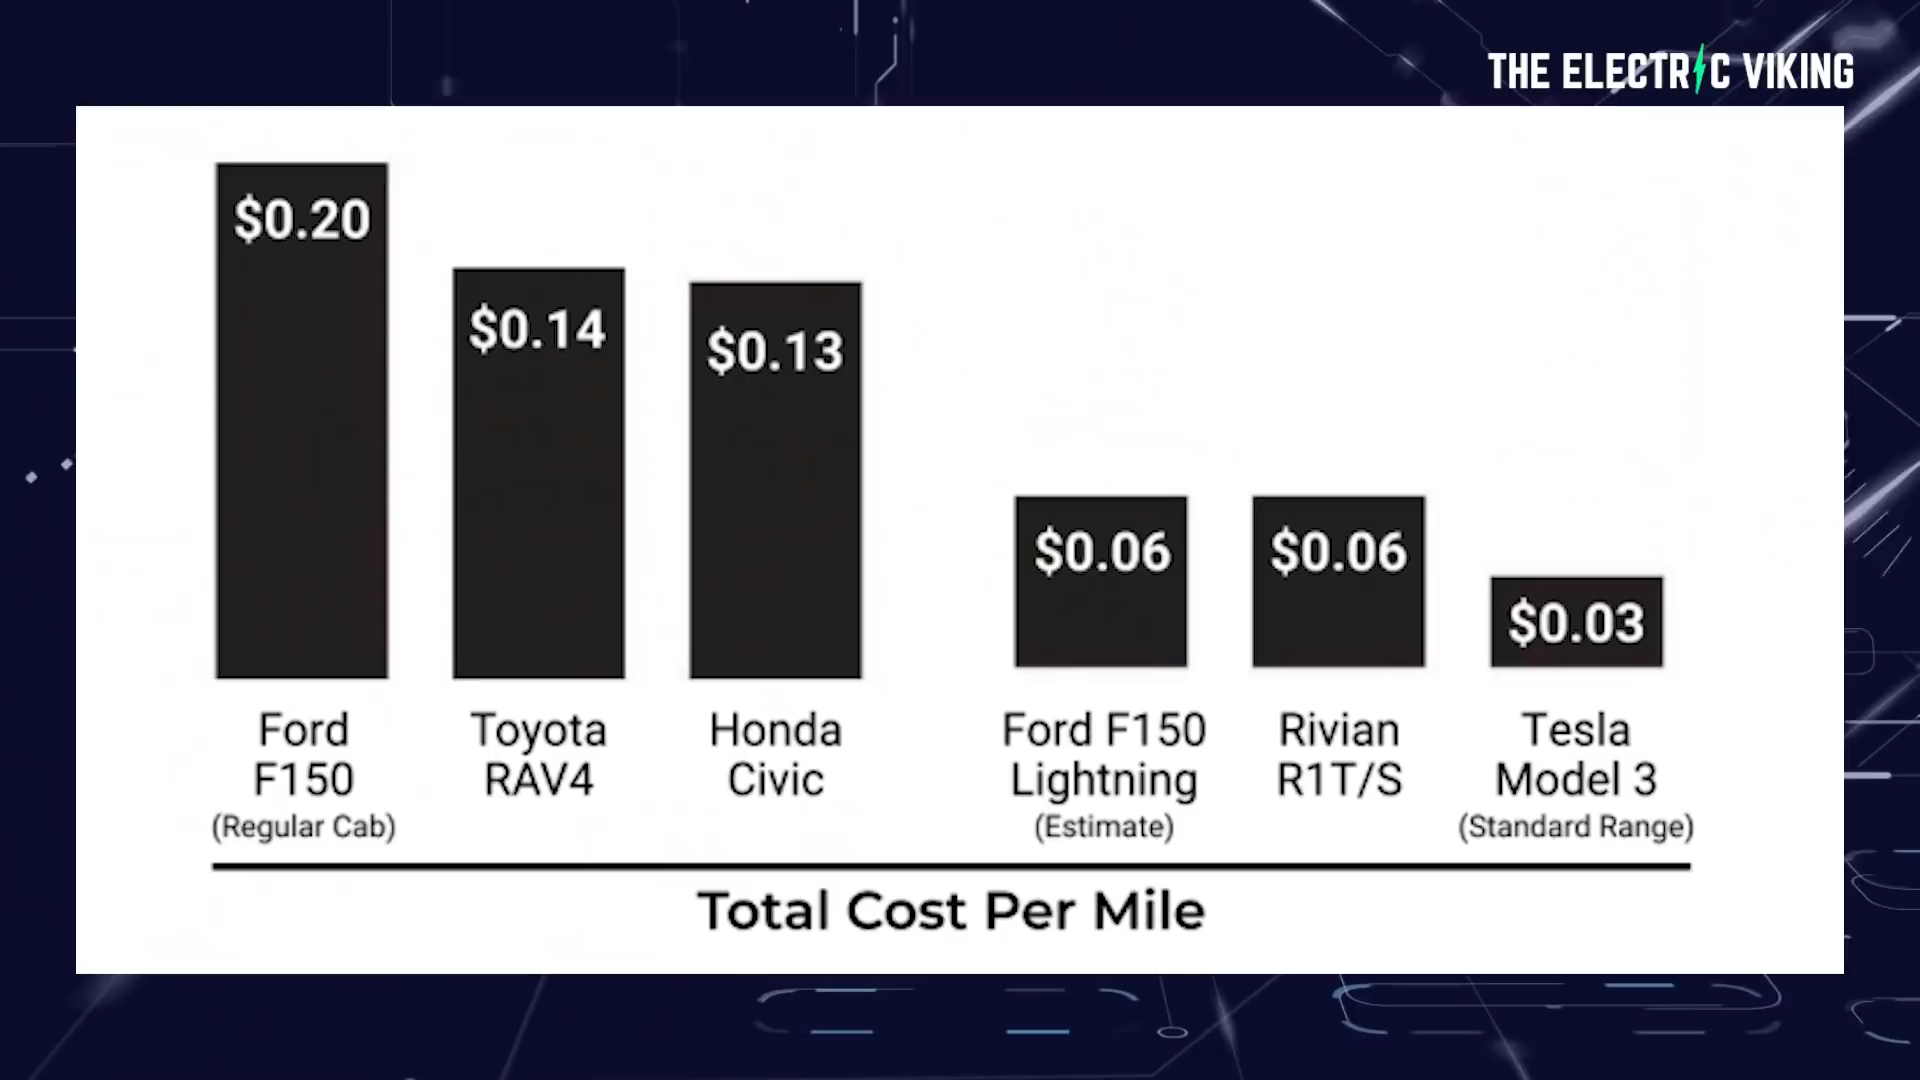 THE ELECTRIC VIKING
$0.20
$0.14
$0.13
$0.06
$0.06
$0.03
Ford
F150
(Regular Cab)
Toyota
RAV4
Honda
Civic
Ford F150
Lightning
(Estimate)
Rivian
R1T/S
Tesla
Model 3
(Standard Range)
Total Cost Per Mile